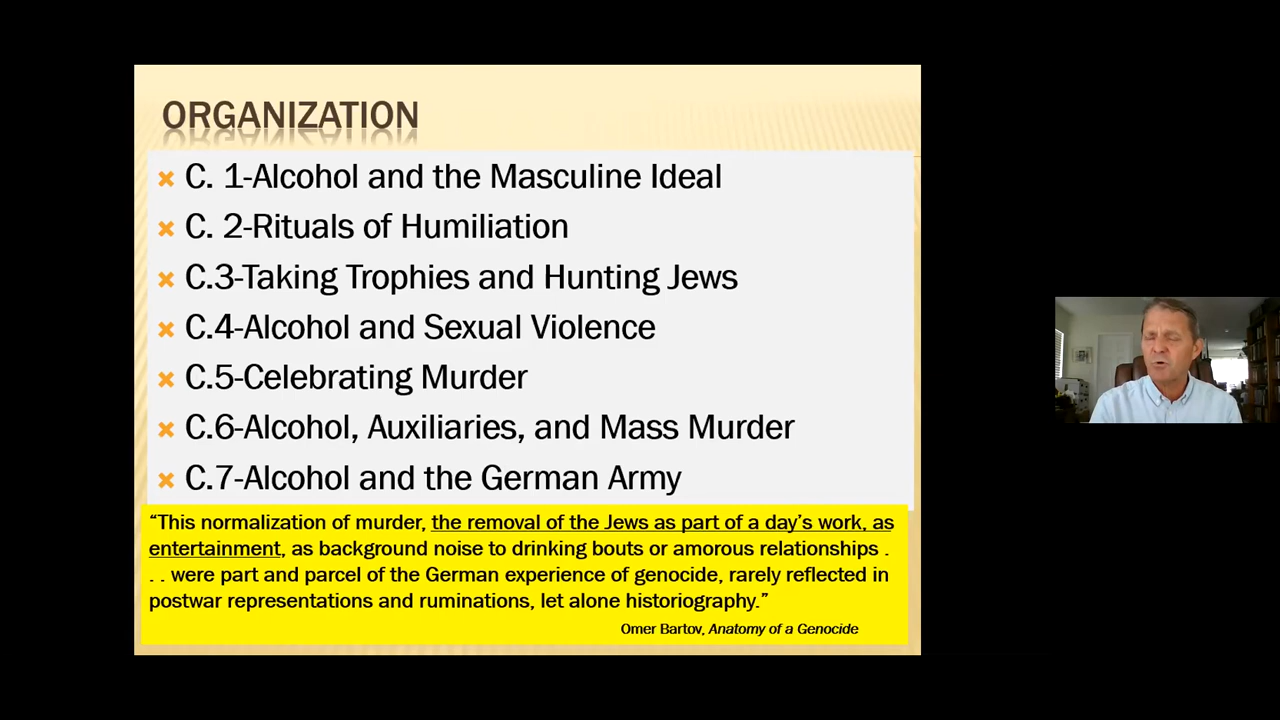 ORGANIZATION
C. 1-Alcohol and the Masculine Ideal
C. 2-Rituals of Humiliation
C.3-Taking Trophies and Hunting Jews
C.4-Alcohol and Sexual Violence
C.5-Celebrating Murder
C.6-Alcohol, Auxiliaries, and Mass Murder
C.7-Alcohol and the German Army
“This normalization of murder, the removal of the Jews as part of a day’s work, as
entertainment, as background noise to drinking bouts or amorous relationships .
. . were part and parcel of the German experience of genocide, rarely reflected in
postwar representations and ruminations, let alone historiography.”
Omer Bartov, Anatomy of a Genocide